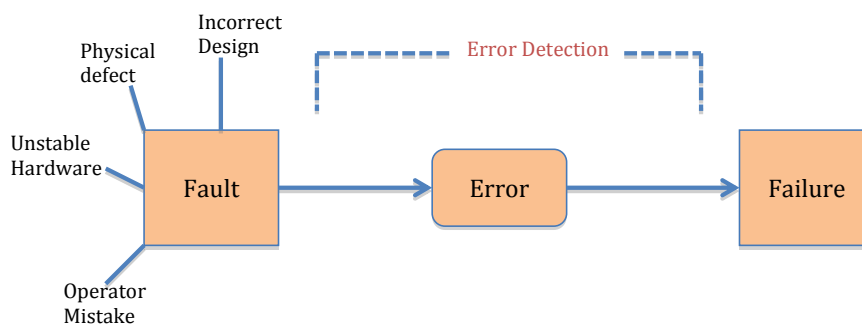 Incorrect
Design
Physical
defect
Error Detection
Unstable
Hardware
Fault
Error
Failure
Operator
Mistake